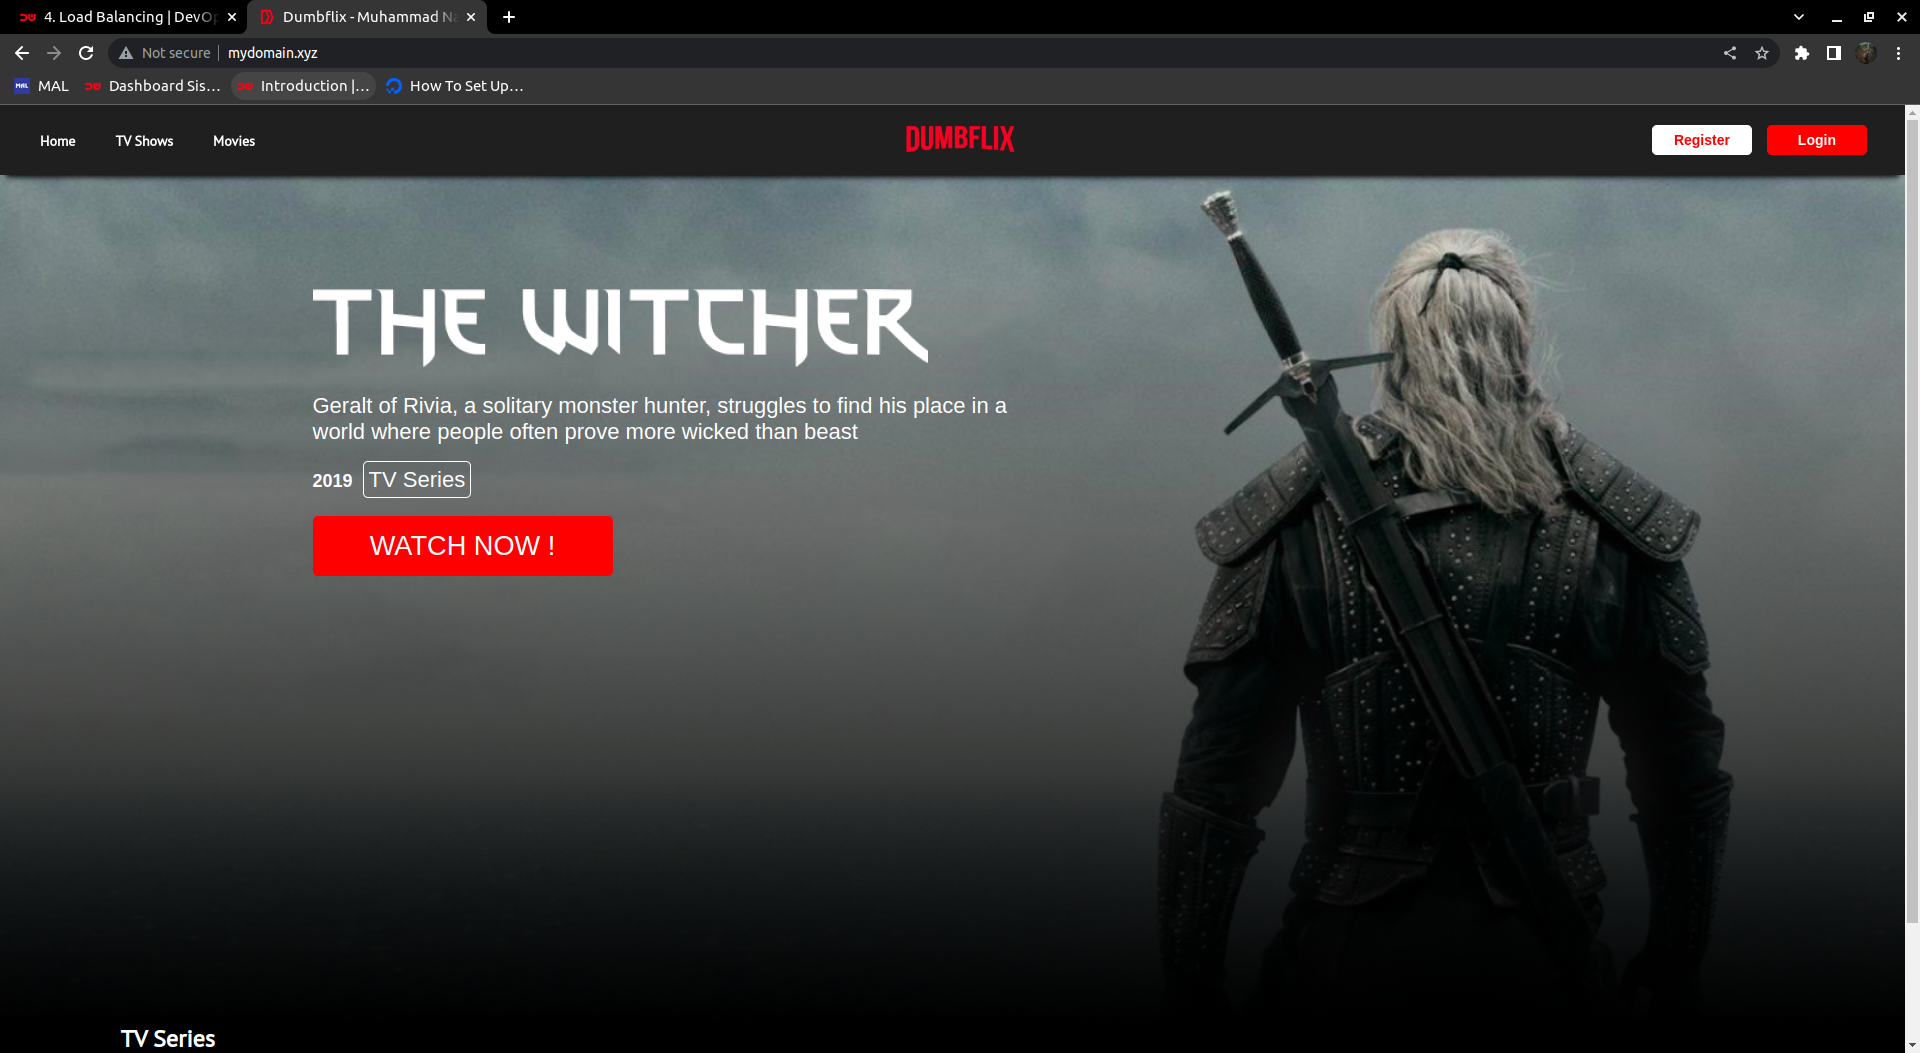 4. Load Balancing | DevOp
Dumbflix - Muhammad Na
Not secure
mydomain.xyz
MAL
MAL
Dashboard Sis...
Introduction |...
How To Set Up...
Home
TV Shows
Movies
DUMBFLIX
Register
Login
THE WITCHER
Geralt of Rivia, a solitary monster hunter, struggles to find his place in a
world where people often prove more wicked than beast
2019
TV Series
WATCH NOW !
TV Series